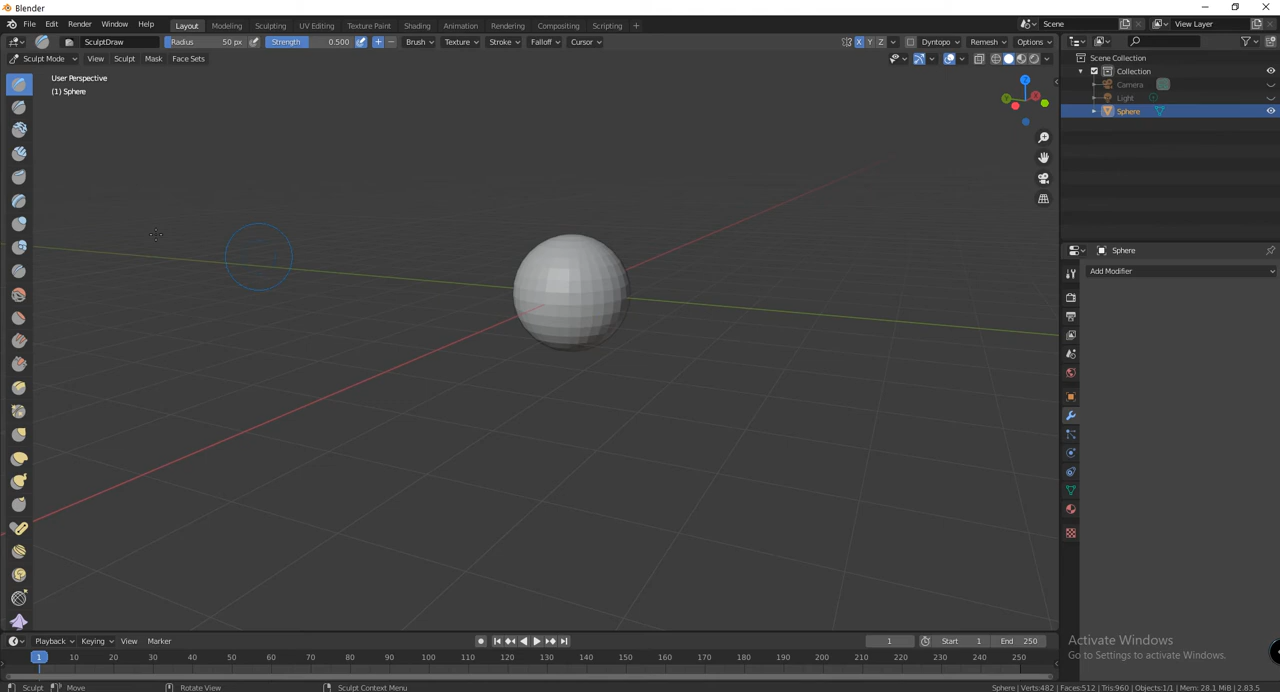 Blender
File Edit Render Window Help Layout Modeling Sculpting UV Editing Texture Paint Shading Animation Rendering Compositing Scripting + Scene View Layer
SculptDraw Radius 50 px Strength 0.500 + − Brush Texture Stroke Falloff Cursor X Y Z Dyntopo Remesh Options
Sculpt Mode View Sculpt Mask Face Sets
Scene Collection
Collection
Camera
Light
Sphere
User Perspective
(1) Sphere
Z
Y
X
Sphere
Add Modifier
Playback Keying View Marker 1 Start 1 End 250
1 10 20 30 40 50 60 70 80 90 100 110 120 130 140 150 160 170 180 190 200 210 220 230 240 250
Activate Windows
Go to Settings to activate Windows.
Sculpt Move Rotate View Sculpt Context Menu Sphere | Verts:482 | Faces:512 | Tris:960 | Objects:1/1 | Mem: 28.1 MiB | 2.83.5